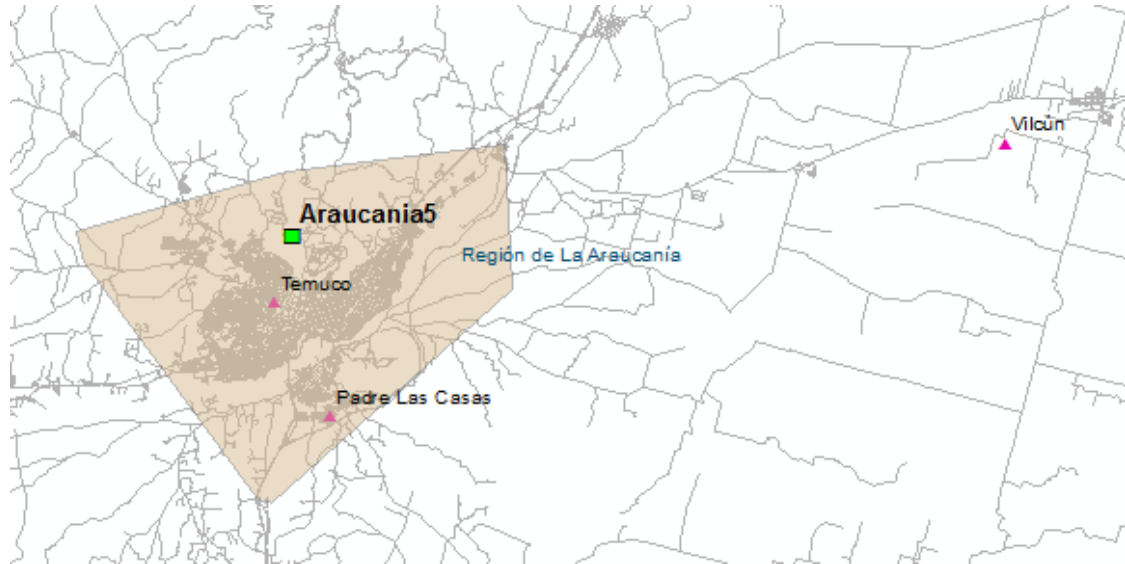 Vilcún
Araucania5
Región de La Araucanía
Temuco
Padre Las Casas